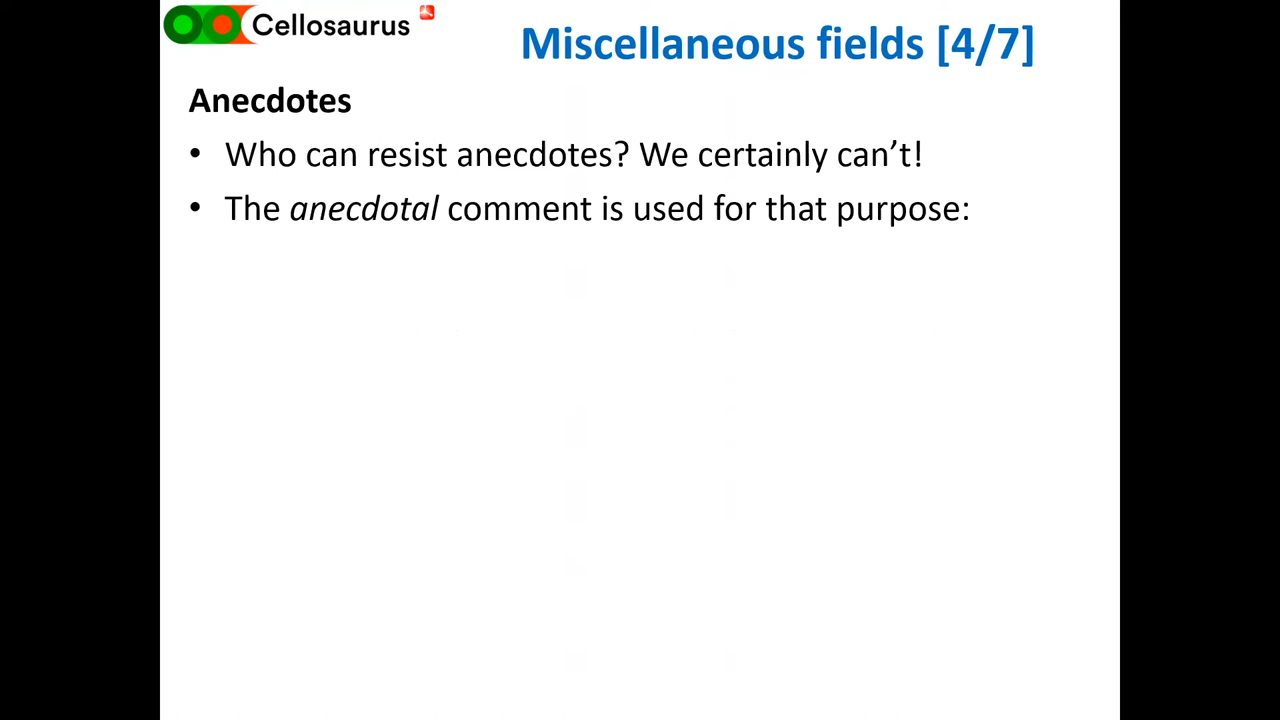 Cellosaurus
Miscellaneous fields [4/7]
Anecdotes
• Who can resist anecdotes? We certainly can’t!
• The anecdotal comment is used for that purpose: